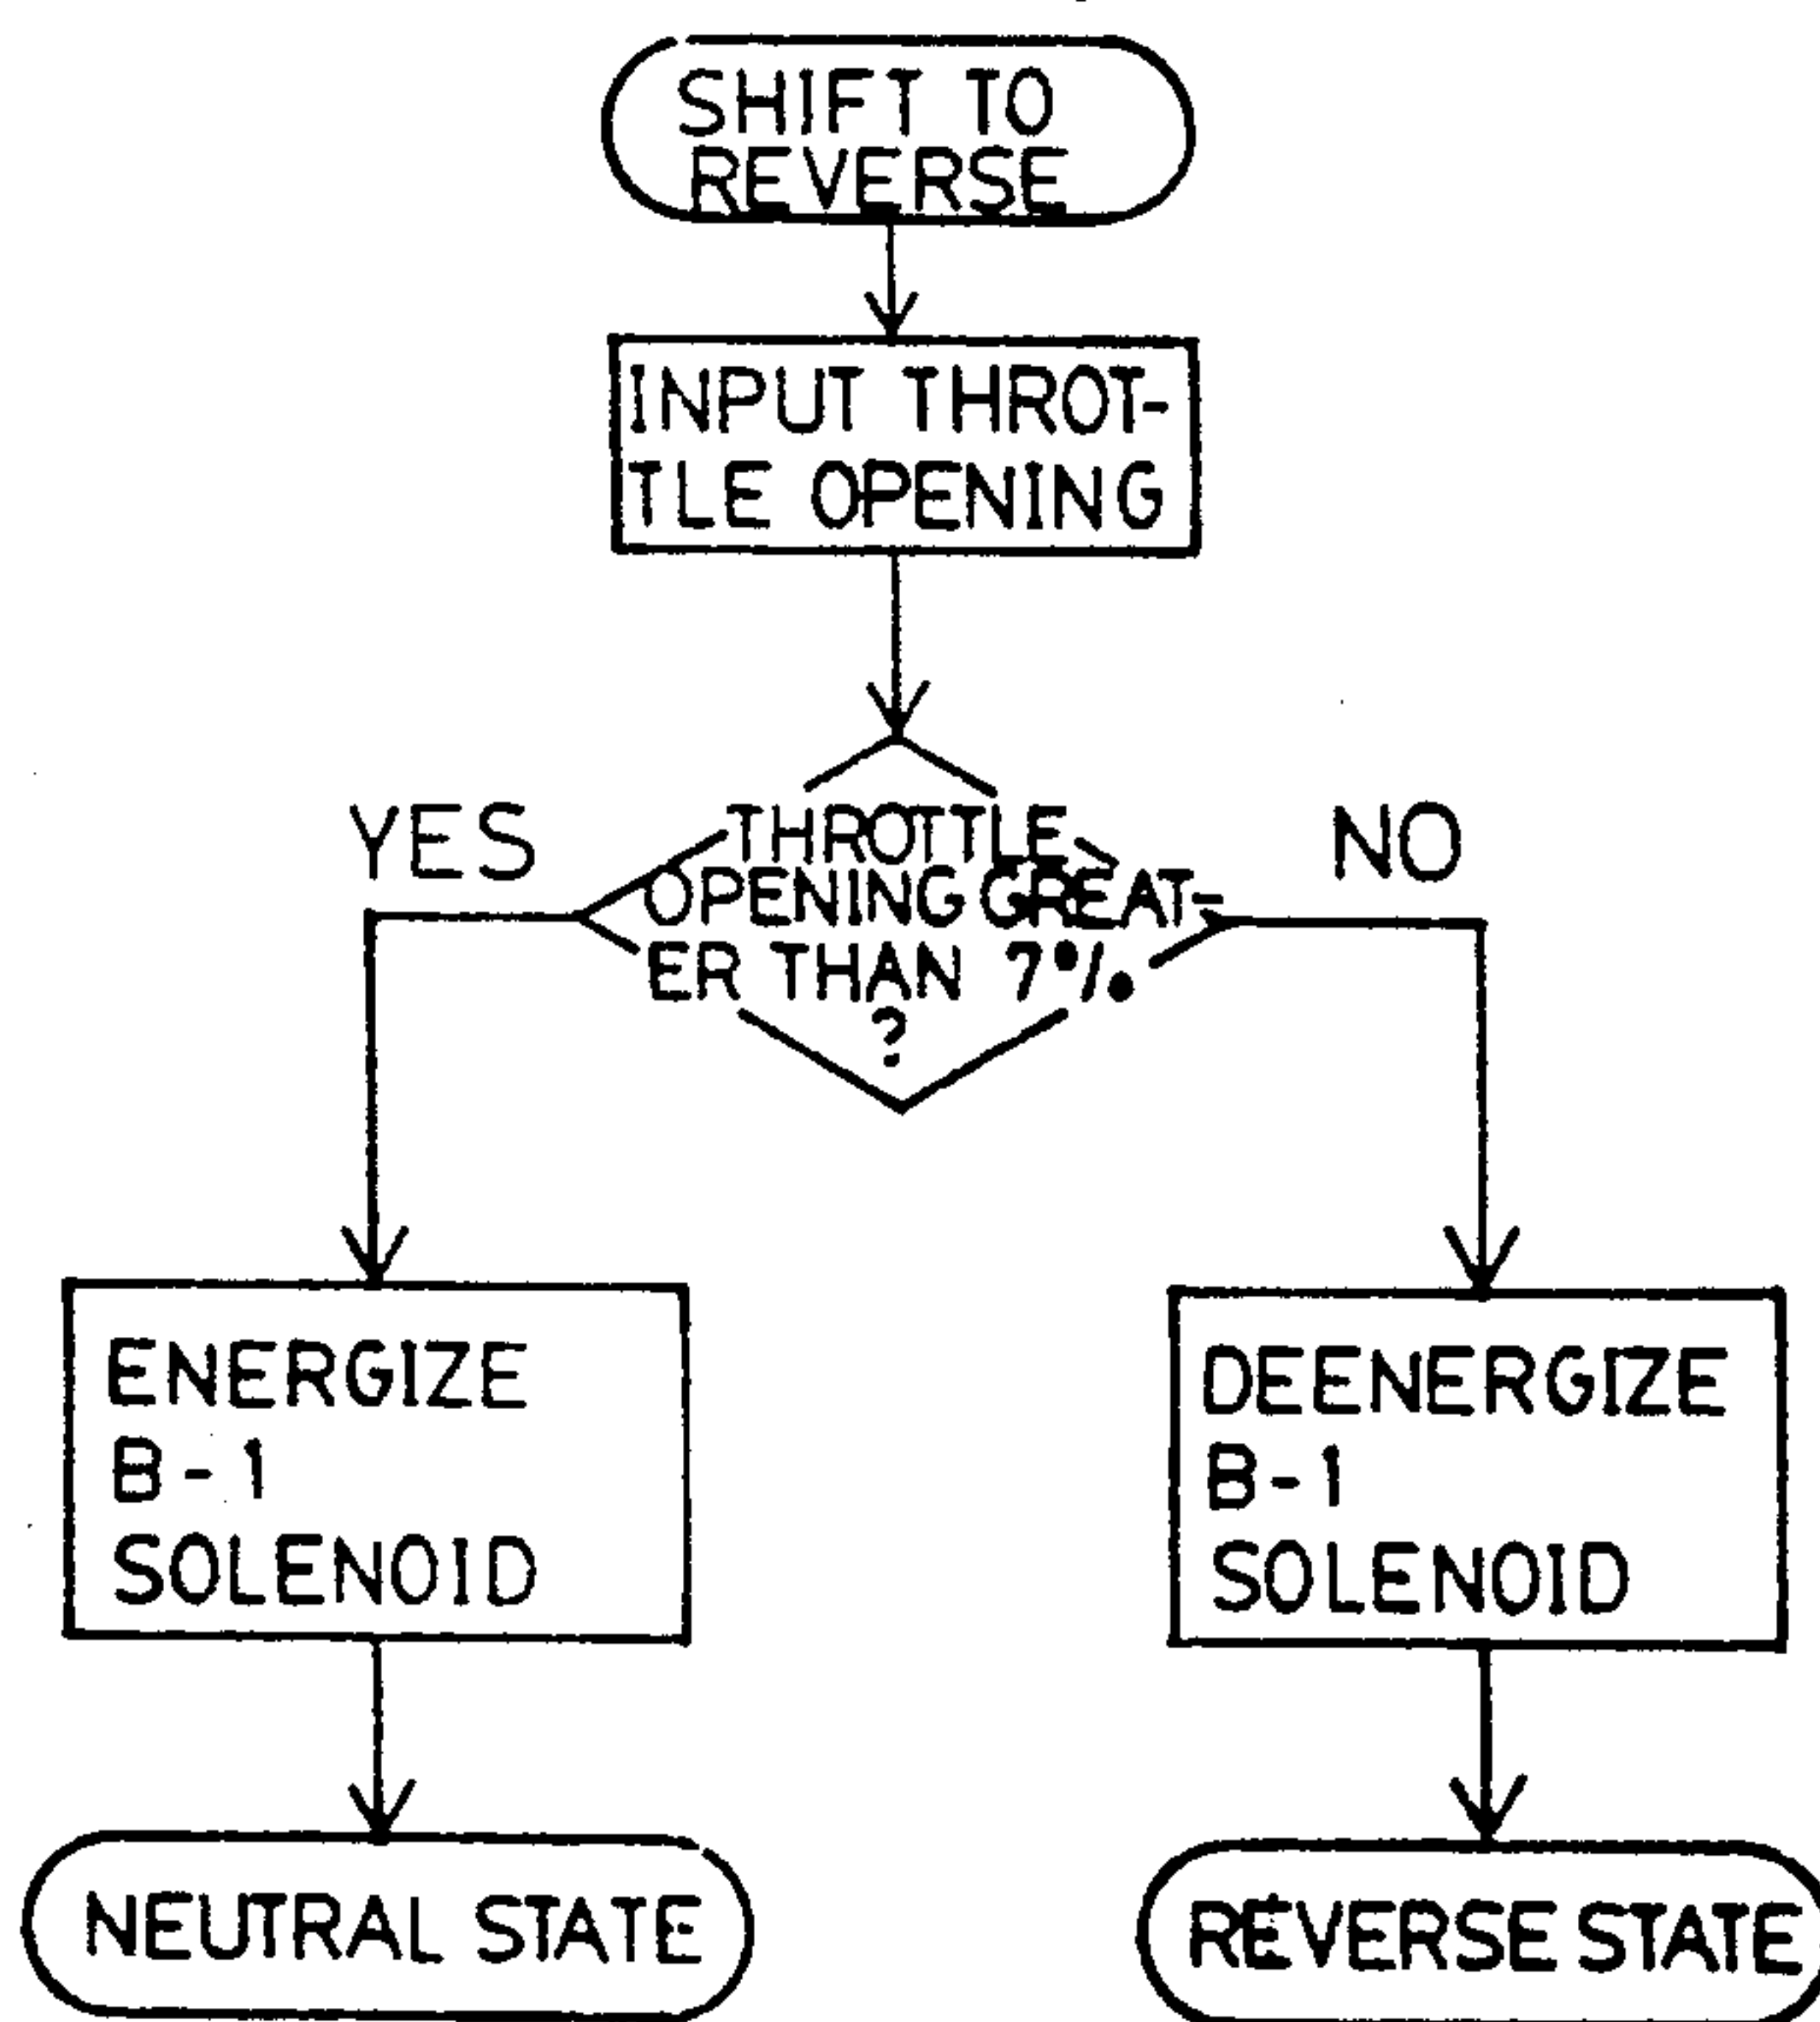 SHIFT TO
REVERSE
INPUT THROT-
TLE OPENING
THROTTLE
OPENING GREAT-
ER THAN 7%
?
YES
NO
ENERGIZE
B-1
SOLENOID
DEENERGIZE
B-1
SOLENOID
NEUTRAL STATE
REVERSE STATE